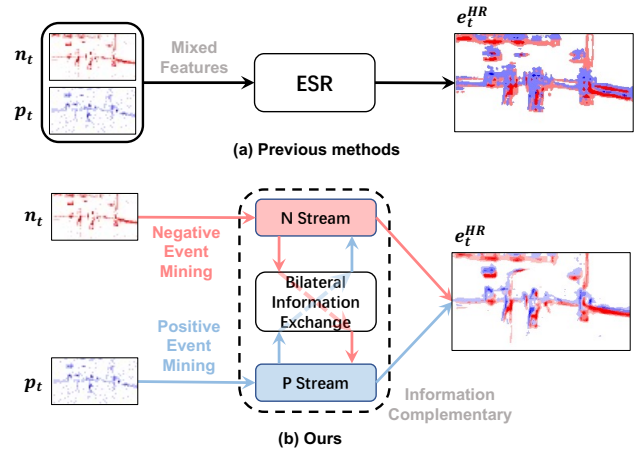 n_t
p_t
Mixed
Features
ESR
e_t^{HR}
(a) Previous methods
n_t
Negative
Event
Mining
N Stream
Bilateral
Information
Exchange
e_t^{HR}
Positive
Event
Mining
p_t
P Stream
Information
Complementary
(b) Ours